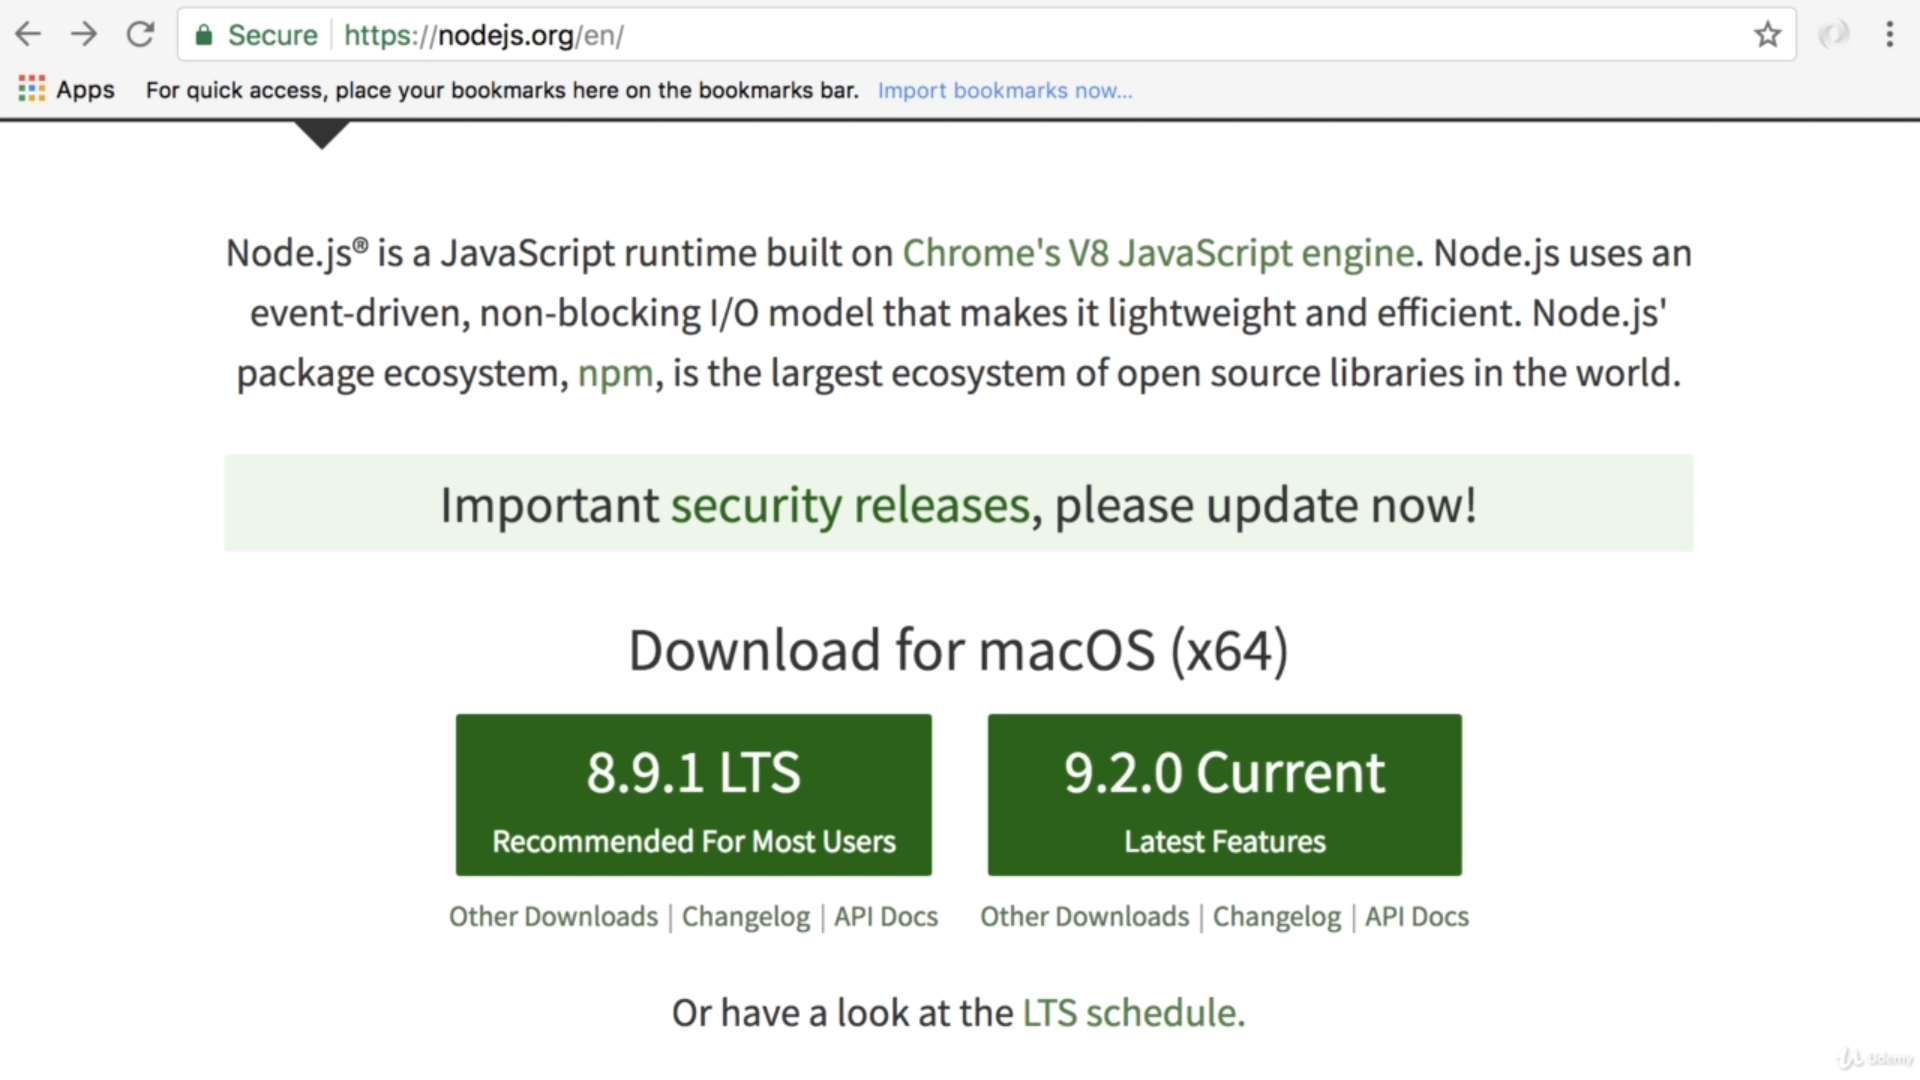 Secure https://nodejs.org/en/
Apps For quick access, place your bookmarks here on the bookmarks bar. Import bookmarks now...
Node.js® is a JavaScript runtime built on Chrome's V8 JavaScript engine. Node.js uses an
event-driven, non-blocking I/O model that makes it lightweight and efficient. Node.js'
package ecosystem, npm, is the largest ecosystem of open source libraries in the world.
Important security releases, please update now!
Download for macOS (x64)
8.9.1 LTS
Recommended For Most Users
9.2.0 Current
Latest Features
Other Downloads | Changelog | API Docs
Other Downloads | Changelog | API Docs
Or have a look at the LTS schedule.
Udemy